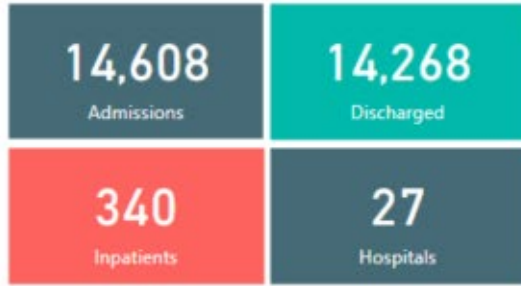 14,608
Admissions
14,268
Discharged
340
Inpatients
27
Hospitals